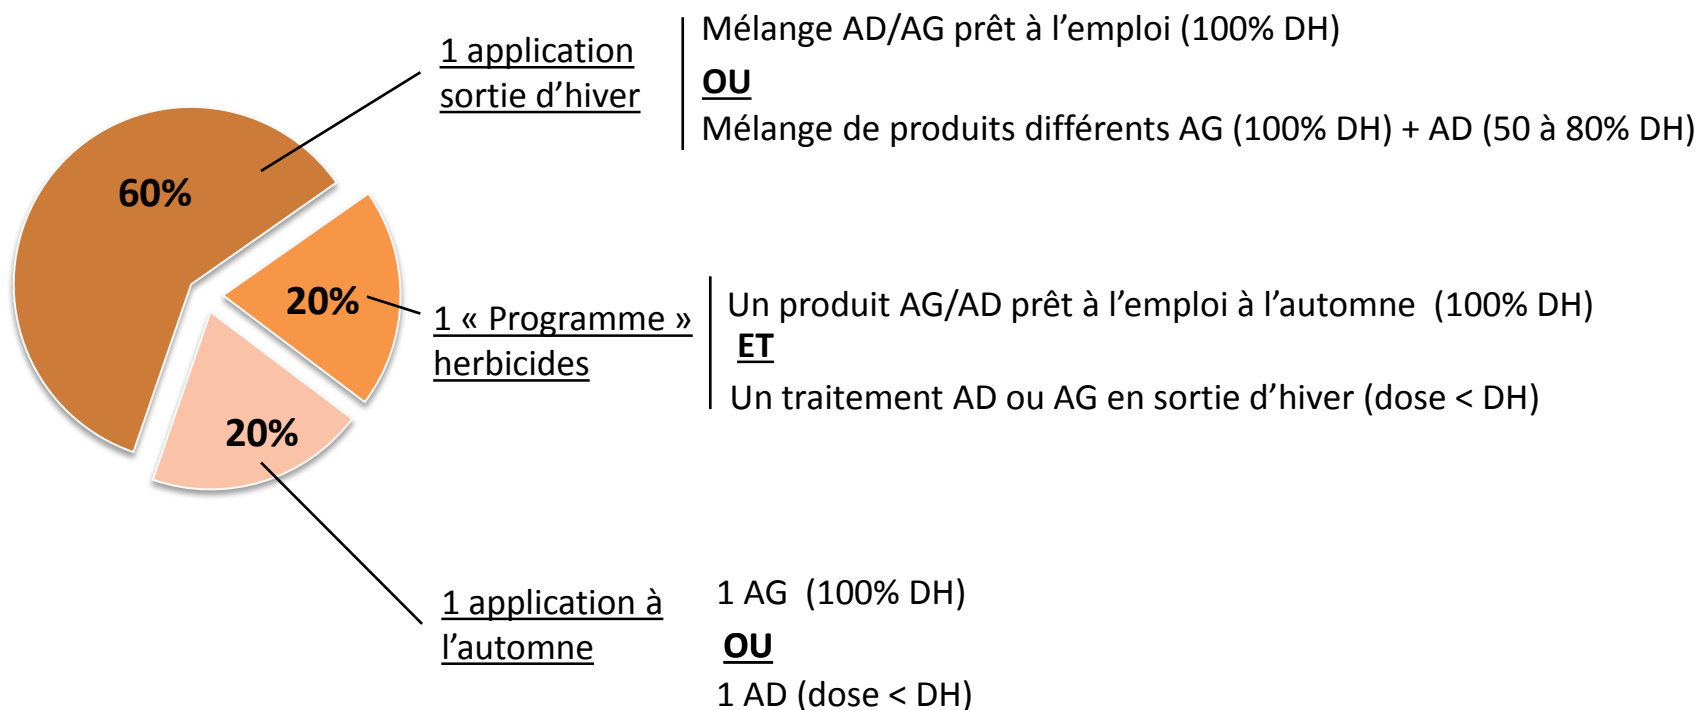 1 application
sortie d’hiver
Mélange AD/AG prêt à l’emploi (100% DH)
OU
Mélange de produits différents AG (100% DH) + AD (50 à 80% DH)
60%
20%
1 « Programme »
herbicides
Un produit AG/AD prêt à l’emploi à l’automne (100% DH)
ET
Un traitement AD ou AG en sortie d’hiver (dose < DH)
20%
1 application à
l’automne
1 AG (100% DH)
OU
1 AD (dose < DH)